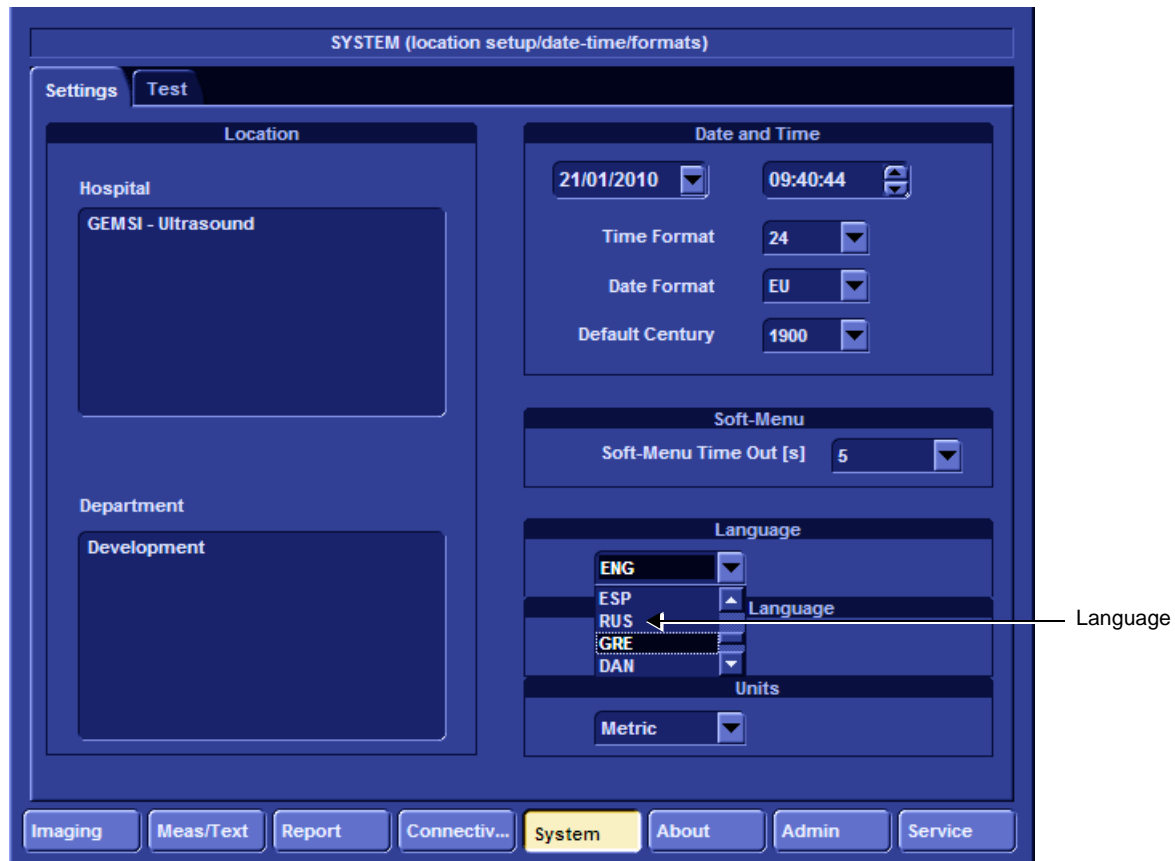 SYSTEM (location setup/date-time/formats)
Settings
Test
Location
Hospital
GEMSI - Ultrasound
Department
Development
Date and Time
21/01/2010
09:40:44
Time Format
24
Date Format
EU
Default Century
1900
Soft-Menu
Soft-Menu Time Out [s]
5
Language
ENG
ESP
RUS
GRE
DAN
Language
Language
Units
Metric
Imaging
Meas/Text
Report
Connectiv...
System
About
Admin
Service